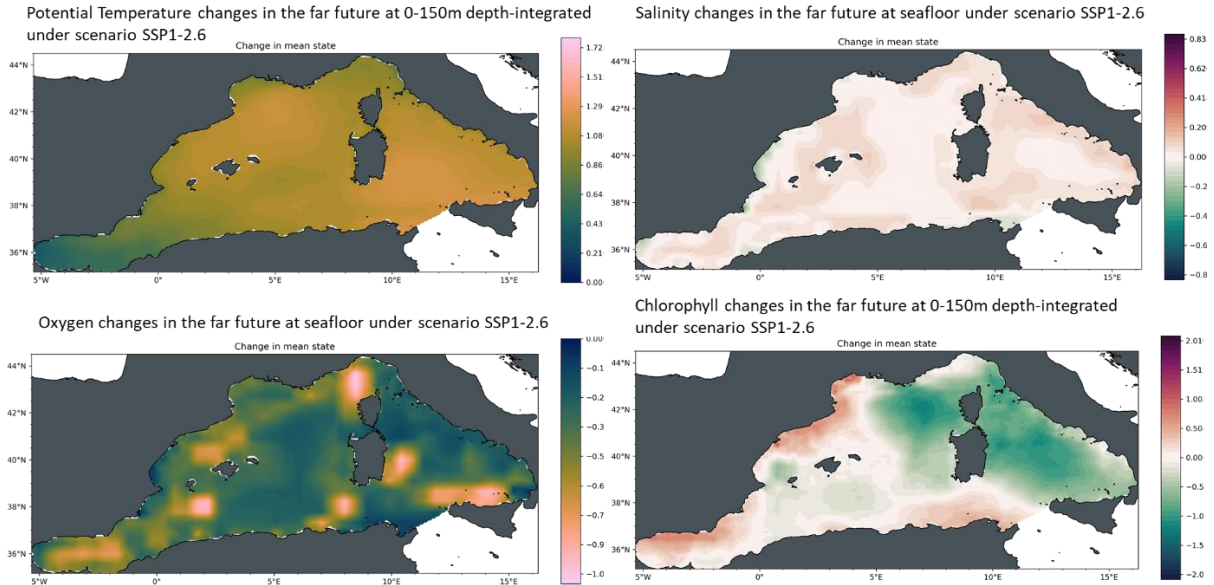 Potential Temperature changes in the far future at 0-150m depth-integrated
under scenario SSP1-2.6
Change in mean state
44°N
42°N
40°N
38°N
36°N
5°W
0°
5°E
10°E
15°E
1.72
1.51
1.29
1.08
0.86
0.64
0.43
0.21
0.00
Salinity changes in the far future at seafloor under scenario SSP1-2.6
Change in mean state
44°N
42°N
40°N
38°N
36°N
5°W
0°
5°E
10°E
15°E
0.83
0.6
0.41
0.20
0.00
−0.2
−0.4
−0.6
−0.8
Oxygen changes in the far future at seafloor under scenario SSP1-2.6
Change in mean state
44°N
42°N
40°N
38°N
36°N
5°W
0°
5°E
10°E
15°E
0.00
−0.1
−0.2
−0.3
−0.5
−0.6
−0.7
−0.9
−1.0
Chlorophyll changes in the far future at 0-150m depth-integrated
under scenario SSP1-2.6
Change in mean state
44°N
42°N
40°N
38°N
36°N
5°W
0°
5°E
10°E
15°E
2.01
1.51
1.00
0.50
0.00
−0.5
−1.0
−1.5
−2.0